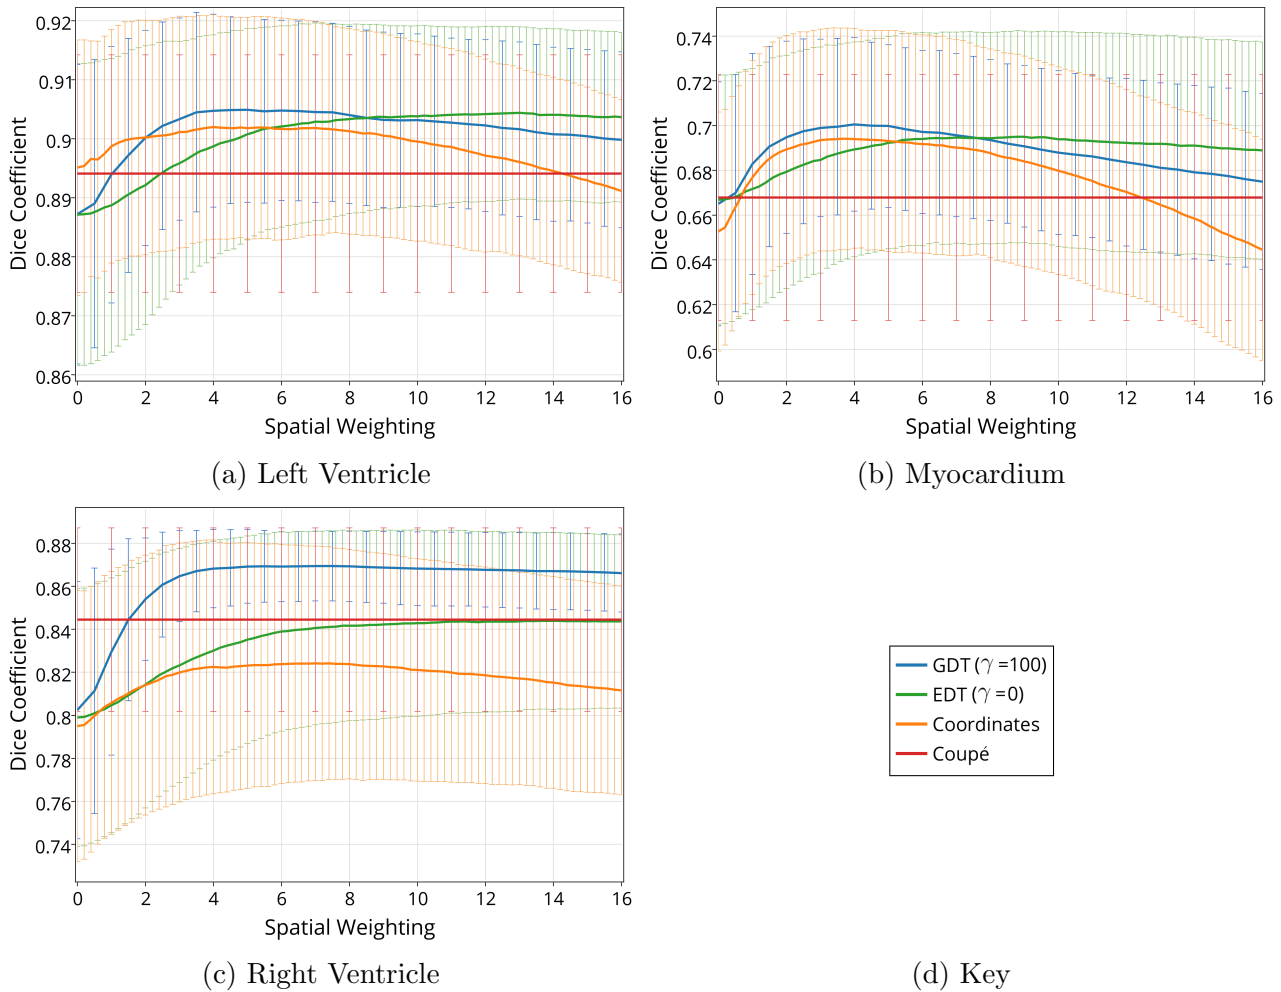 0.92
0.91
0.9
0.89
0.88
0.87
0.86
Dice Coefficient
0 2 4 6 8 10 12 14 16
Spatial Weighting
(a) Left Ventricle
0.74
0.72
0.7
0.68
0.66
0.64
0.62
0.6
Dice Coefficient
0 2 4 6 8 10 12 14 16
Spatial Weighting
(b) Myocardium
0.88
0.86
0.84
0.82
0.8
0.78
0.76
0.74
Dice Coefficient
0 2 4 6 8 10 12 14 16
Spatial Weighting
(c) Right Ventricle
GDT (γ =100)
EDT (γ =0)
Coordinates
Coupé
(d) Key